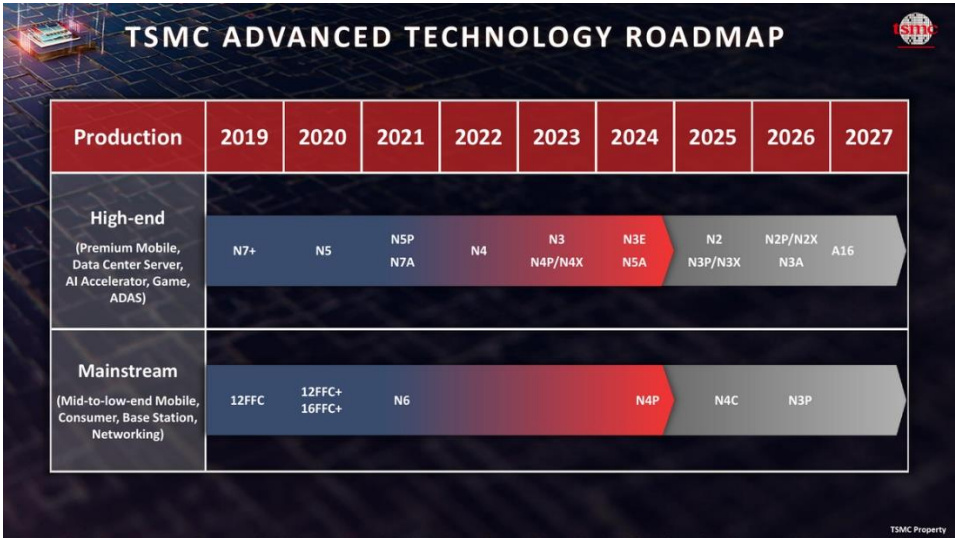 TSMC ADVANCED TECHNOLOGY ROADMAP
tsmc
Production 2019 2020 2021 2022 2023 2024 2025 2026 2027
High-end
(Premium Mobile,
Data Center Server,
AI Accelerator, Game,
ADAS)
N7+
N5
N5P
N7A
N4
N3
N4P/N4X
N3E
N5A
N2
N3P/N3X
N2P/N2X
N3A
A16
Mainstream
(Mid-to-low-end Mobile,
Consumer, Base Station,
Networking)
12FFC
12FFC+
16FFC+
N6
N4P
N4C
N3P
TSMC Property